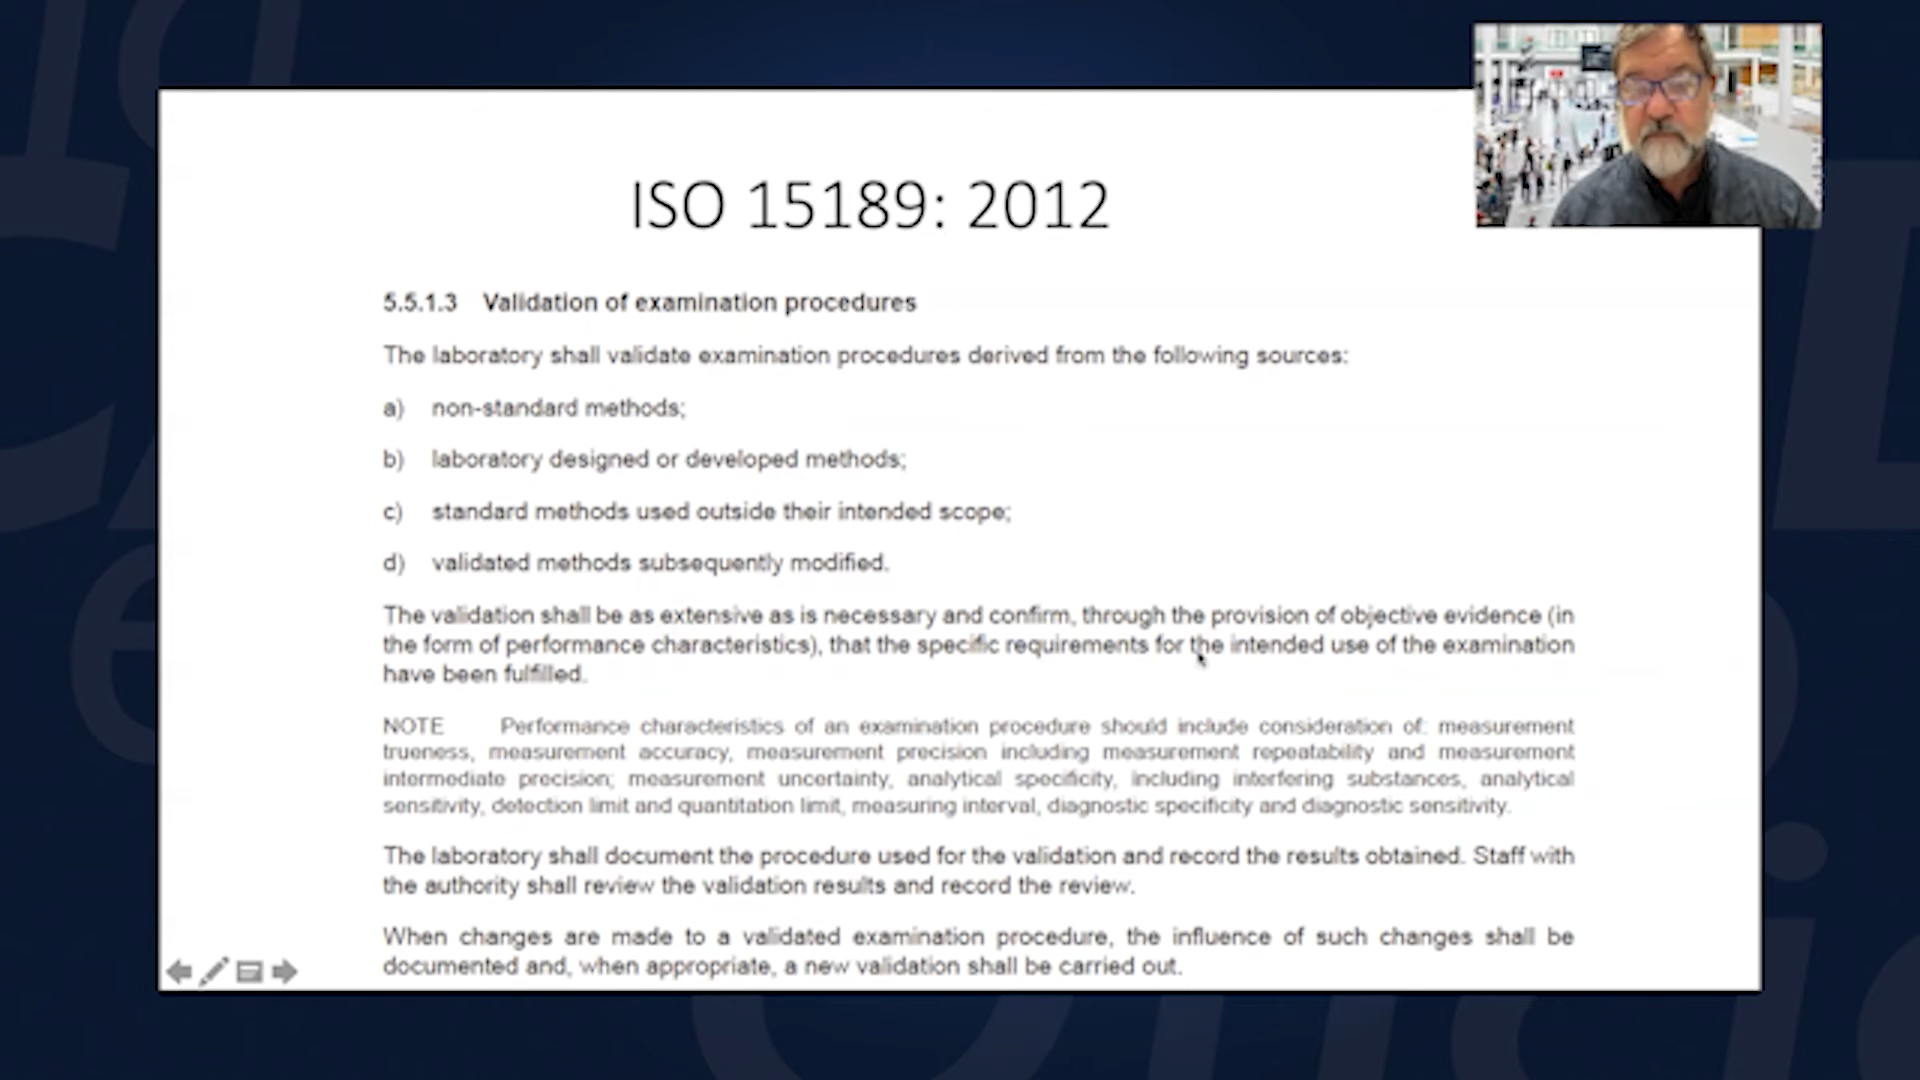 ISO 15189: 2012
5.5.1.3 Validation of examination procedures
The laboratory shall validate examination procedures derived from the following sources:
a) non-standard methods;
b) laboratory designed or developed methods;
c) standard methods used outside their intended scope;
d) validated methods subsequently modified.
The validation shall be as extensive as is necessary and confirm, through the provision of objective evidence (in
the form of performance characteristics), that the specific requirements for the intended use of the examination
have been fulfilled.
NOTE Performance characteristics of an examination procedure should include consideration of: measurement
trueness, measurement accuracy, measurement precision including measurement repeatability and measurement
intermediate precision; measurement uncertainty, analytical specificity, including interfering substances, analytical
sensitivity, detection limit and quantitation limit, measuring interval, diagnostic specificity and diagnostic sensitivity.
The laboratory shall document the procedure used for the validation and record the results obtained. Staff with
the authority shall review the validation results and record the review.
When changes are made to a validated examination procedure, the influence of such changes shall be
documented and, when appropriate, a new validation shall be carried out.